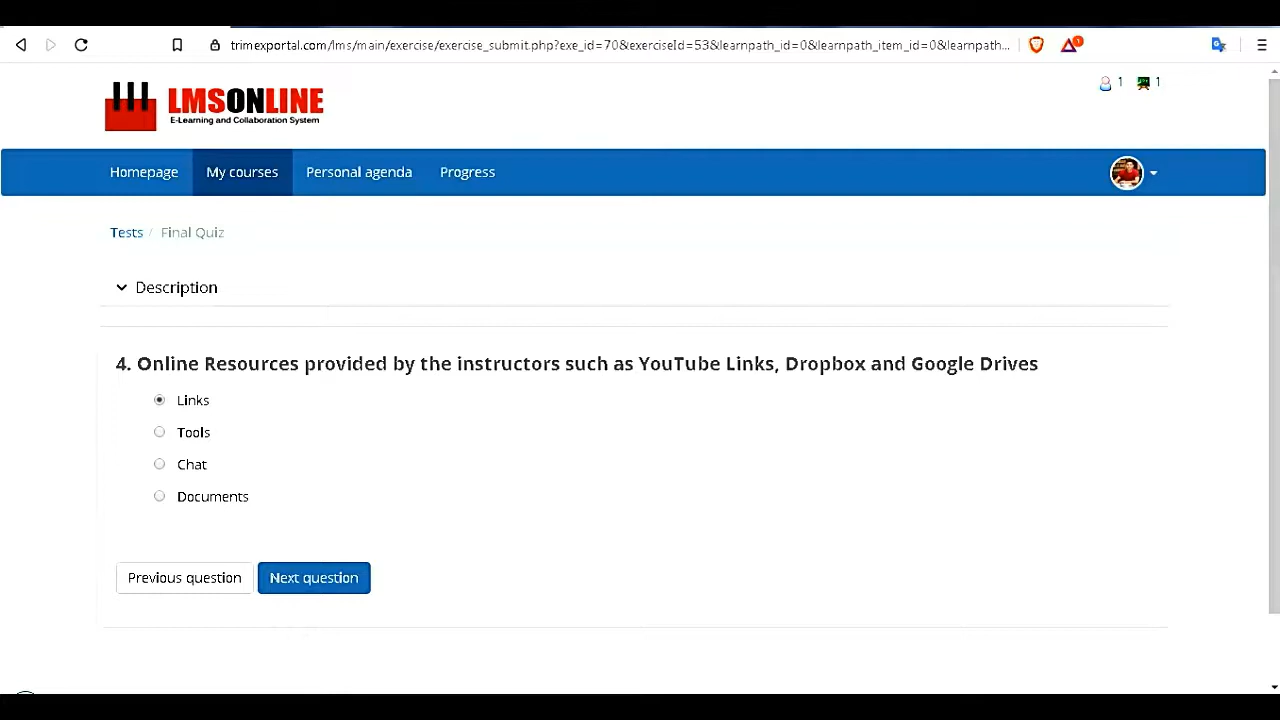 trimexportal.com/lms/main/exercise/exercise_submit.php?exe_id=70&exerciseId=53&learnpath_id=0&learnpath_item_id=0&learnpath...
1
LMSONLINE
E-Learning and Collaboration System
1 1
Homepage My courses Personal agenda Progress
Tests / Final Quiz
Description
4. Online Resources provided by the instructors such as YouTube Links, Dropbox and Google Drives
Links
Tools
Chat
Documents
Previous question Next question